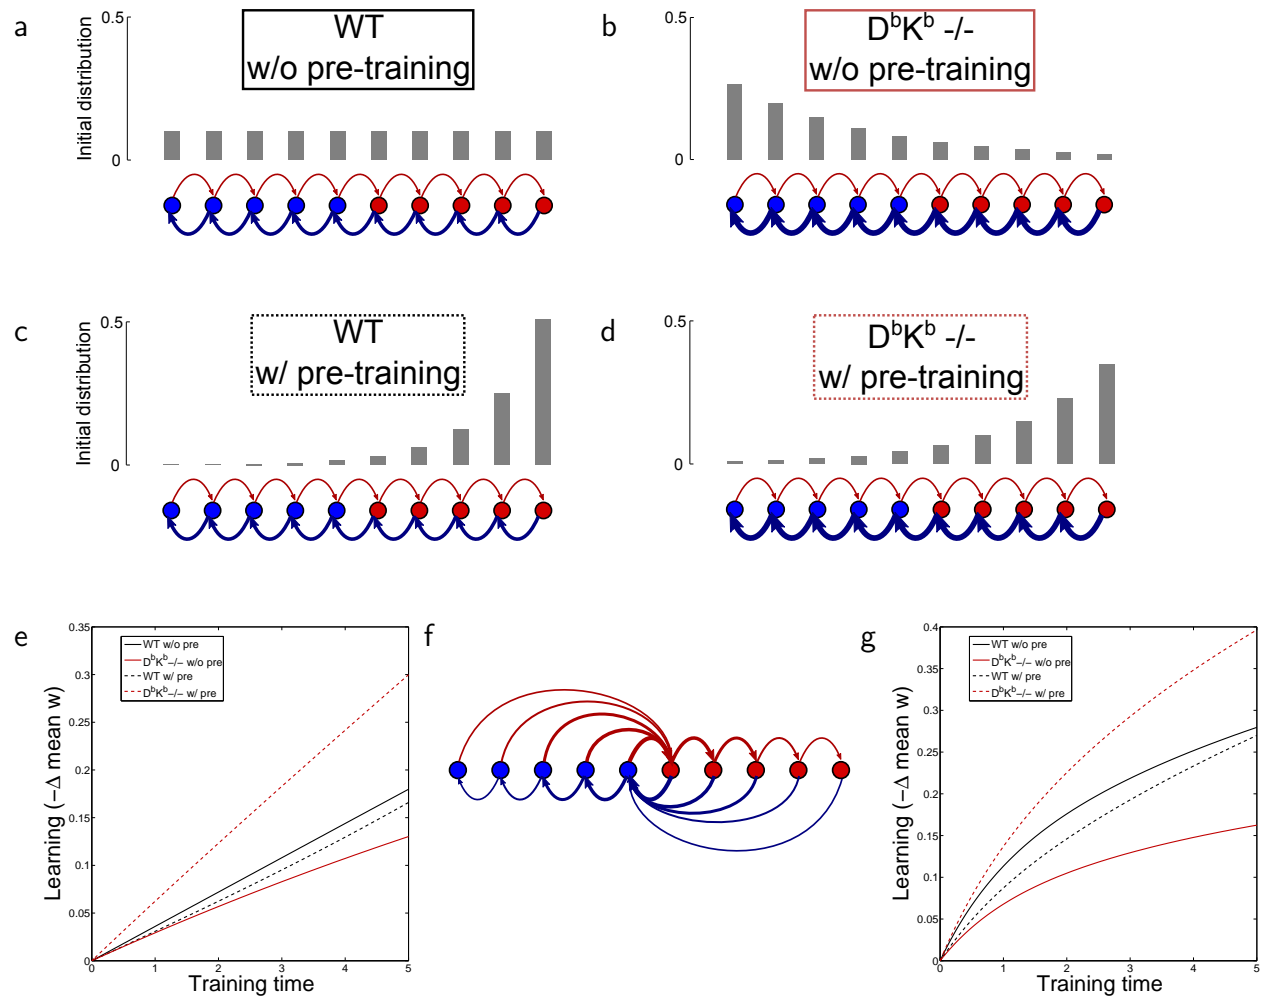 a
0.5
Initial distribution
0
WT
w/o pre-training
b
0.5
0
DᵇKᵇ -/-
w/o pre-training
c
0.5
Initial distribution
0
WT
w/ pre-training
d
0.5
0
DᵇKᵇ -/-
w/ pre-training
e
0.35
0.3
0.25
0.2
0.15
0.1
0.05
0
Learning (-Δ mean w)
WT w/o pre
DᵇKᵇ−/− w/o pre
WT w/ pre
DᵇKᵇ−/− w/ pre
0 1 2 3 4 5
Training time
f
g
0.4
0.35
0.3
0.25
0.2
0.15
0.1
0.05
0
Learning (-Δ mean w)
WT w/o pre
DᵇKᵇ−/− w/o pre
WT w/ pre
DᵇKᵇ−/− w/ pre
0 1 2 3 4 5
Training time